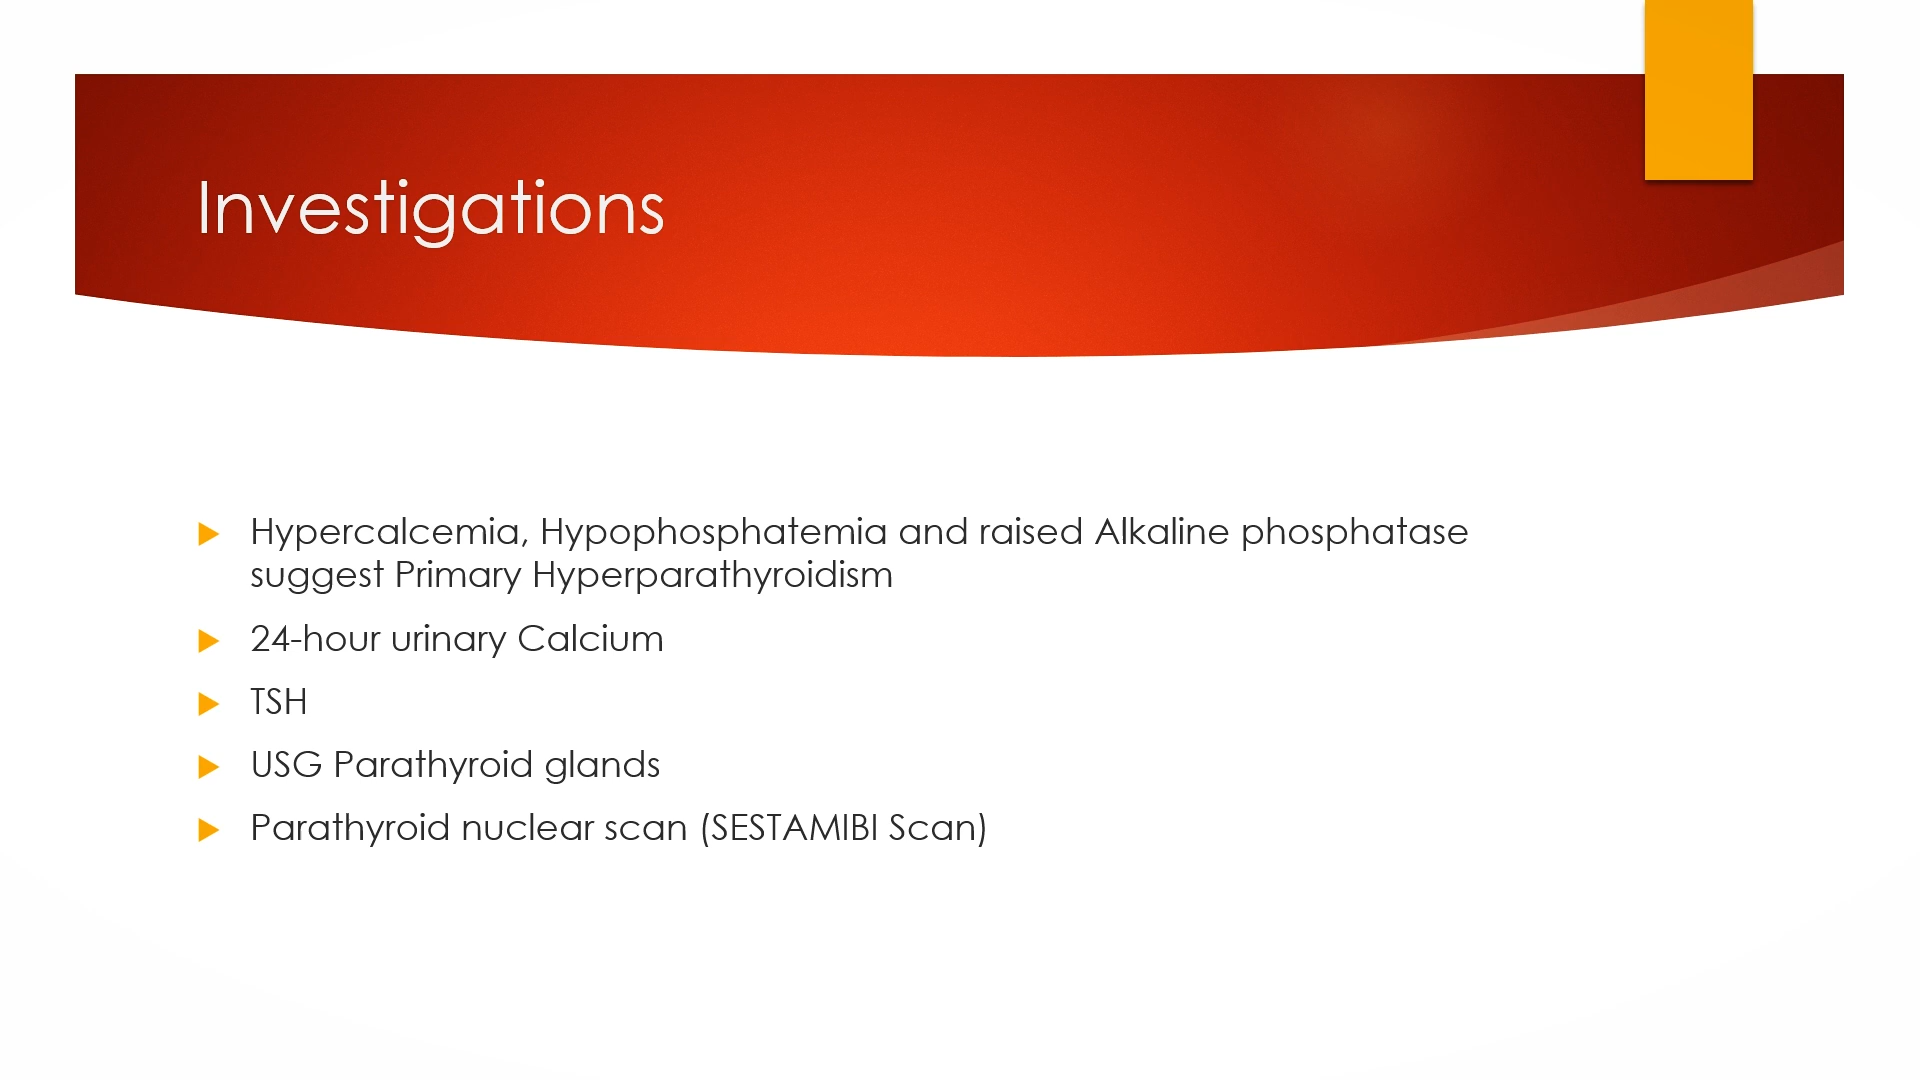 Investigations
Hypercalcemia, Hypophosphatemia and raised Alkaline phosphatase
suggest Primary Hyperparathyroidism
24-hour urinary Calcium
TSH
USG Parathyroid glands
Parathyroid nuclear scan (SESTAMIBI Scan)